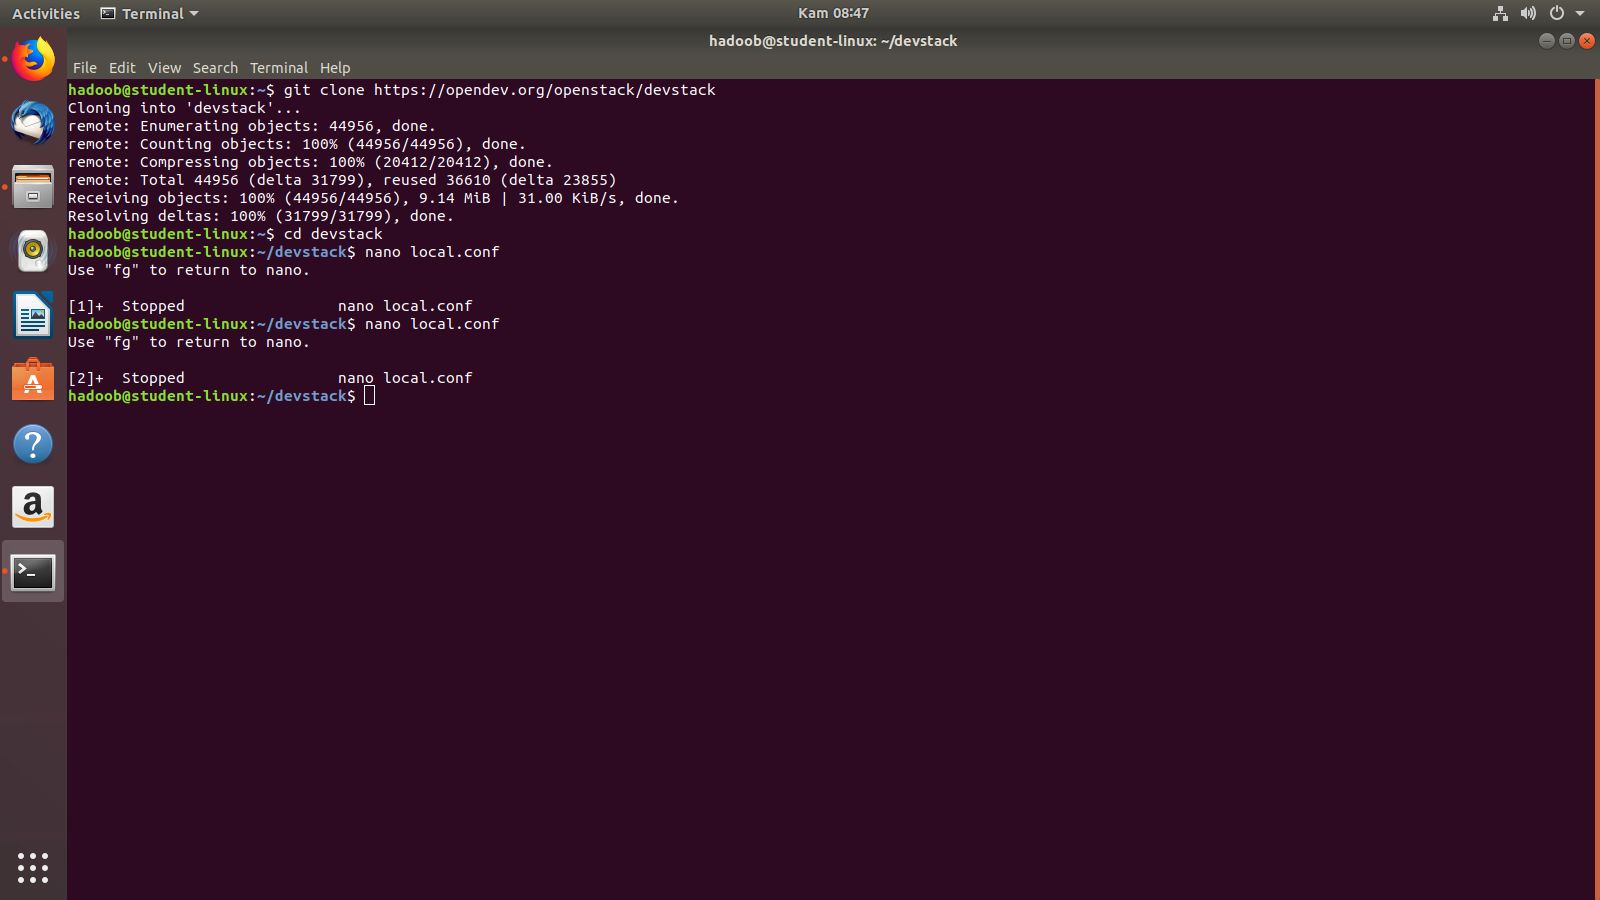 Activities
Terminal
Kam 08:47
hadoob@student-linux: ~/devstack
File Edit View Search Terminal Help
hadoob@student-linux:~$ git clone https://opendev.org/openstack/devstack
Cloning into 'devstack'...
remote: Enumerating objects: 44956, done.
remote: Counting objects: 100% (44956/44956), done.
remote: Compressing objects: 100% (20412/20412), done.
remote: Total 44956 (delta 31799), reused 36610 (delta 23855)
Receiving objects: 100% (44956/44956), 9.14 MiB | 31.00 KiB/s, done.
Resolving deltas: 100% (31799/31799), done.
hadoob@student-linux:~$ cd devstack
hadoob@student-linux:~/devstack$ nano local.conf
Use "fg" to return to nano.
[1]+  Stopped                 nano local.conf
hadoob@student-linux:~/devstack$ nano local.conf
Use "fg" to return to nano.
[2]+  Stopped                 nano local.conf
hadoob@student-linux:~/devstack$